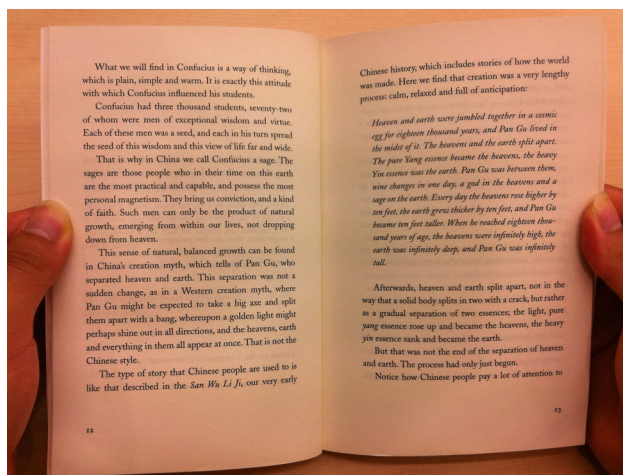 What we will find in Confucius is a way of thinking,
which is plain, simple and warm. It is exactly this attitude
with which Confucius influenced his students.
Confucius had three thousand students, seventy-two
of whom were men of exceptional wisdom and virtue.
Each of these men was a seed, and each in his turn spread
the seed of this wisdom and this view of life far and wide.
That is why in China we call Confucius a sage. The
sages are those people who in their time on this earth
are the most practical and capable, and possess the most
personal magnetism. They bring us conviction, and a kind
of faith. Such men can only be the product of natural
growth, emerging from within our lives, not dropping
down from heaven.
This sense of natural, balanced growth can be found
in China's creation myth, which tells of Pan Gu, who
separated heaven and earth. This separation was not a
sudden change, as in a Western creation myth, where
Pan Gu might be expected to take a big axe and split
them apart with a bang, whereupon a golden light might
perhaps shine out in all directions, and the heavens, earth
and everything in them all appear at once. That is not the
Chinese style.
The type of story that Chinese people are used to is
like that described in the San Wu Li Ji, our very early
12
Chinese history, which includes stories of how the world
was made. Here we find that creation was a very lengthy
process: calm, relaxed and full of anticipation:
Heaven and earth were jumbled together in a cosmic
egg for eighteen thousand years, and Pan Gu lived in
the midst of it. The heavens and the earth split apart.
The pure Yang essence became the heavens, the heavy
Yin essence was the earth. Pan Gu was between them,
nine changes in one day, a god in the heavens and a
sage on the earth. Every day the heavens rose higher by
ten feet, the earth grew thicker by ten feet, and Pan Gu
became ten feet taller. When he reached eighteen thou-
sand years of age, the heavens were infinitely high, the
earth was infinitely deep, and Pan Gu was infinitely
tall.
Afterwards, heaven and earth split apart, not in the
way that a solid body splits in two with a crack, but rather
as a gradual separation of two essences; the light, pure
yang essence rose up and became the heavens, the heavy
yin essence sank and became the earth.
But that was not the end of the separation of heaven
and earth. The process had only just begun.
Notice how Chinese people pay a lot of attention to
13